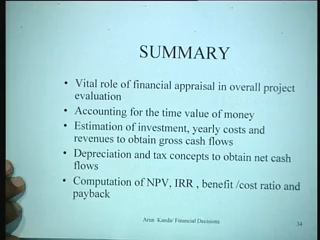 SUMMARY
• Vital role of financial appraisal in overall project
evaluation
• Accounting for the time value of money
• Estimation of investment, yearly costs and
revenues to obtain gross cash flows
• Depreciation and tax concepts to obtain net cash
flows
• Computation of NPV, IRR , benefit /cost ratio and
payback
Arun Kanda/ Financial Decisions
34